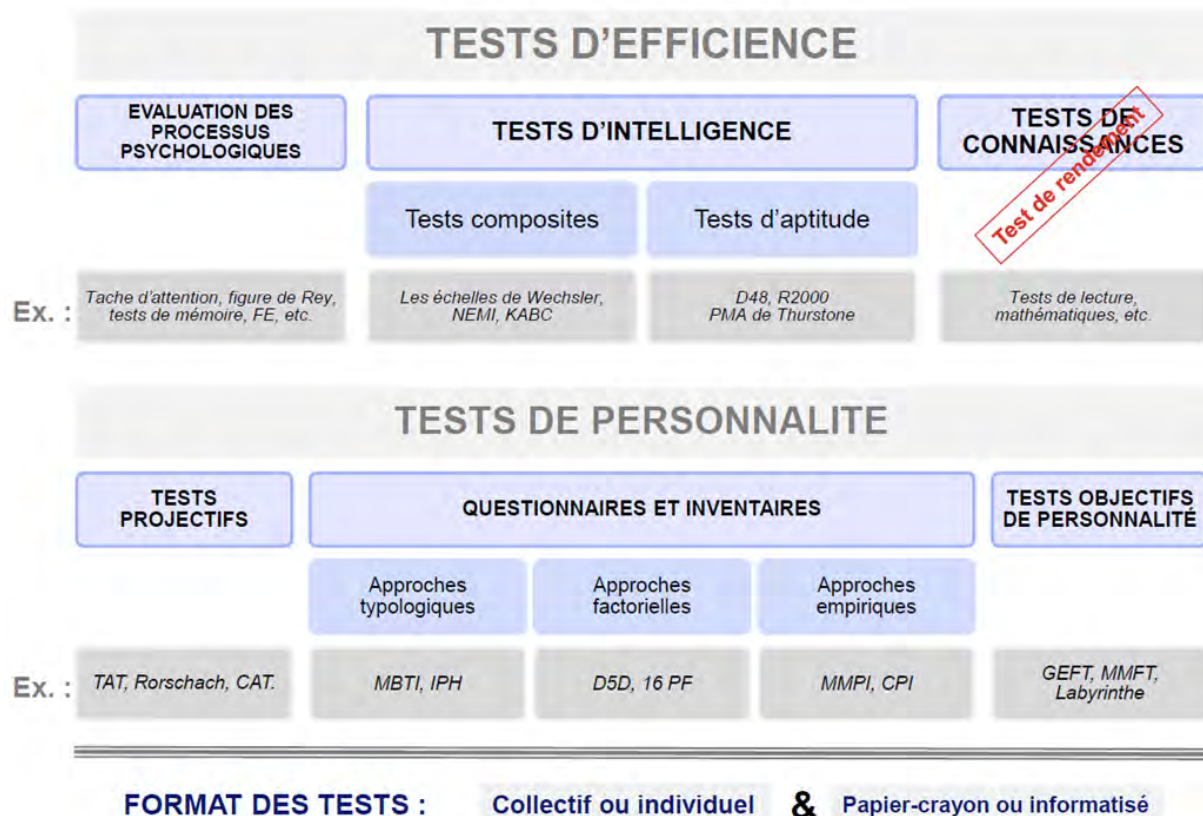 TESTS D'EFFICIENCE
EVALUATION DES
PROCESSUS
PSYCHOLOGIQUES
TESTS D'INTELLIGENCE
TESTS DE
CONNAISSANCES
Test de rendement
Tests composites
Tests d'aptitude
Ex. :
Tache d'attention, figure de Rey,
tests de mémoire, FE, etc.
Les échelles de Wechsler,
NEMI, KABC
D48, R2000
PMA de Thurstone
Tests de lecture,
mathématiques, etc.
TESTS DE PERSONNALITE
TESTS
PROJECTIFS
QUESTIONNAIRES ET INVENTAIRES
TESTS OBJECTIFS
DE PERSONNALITÉ
Approches
typologiques
Approches
factorielles
Approches
empiriques
Ex. :
TAT, Rorschach, CAT.
MBTI, IPH
D5D, 16 PF
MMPI, CPI
GEFT, MMFT,
Labyrinthe
FORMAT DES TESTS : Collectif ou individuel & Papier-crayon ou informatisé